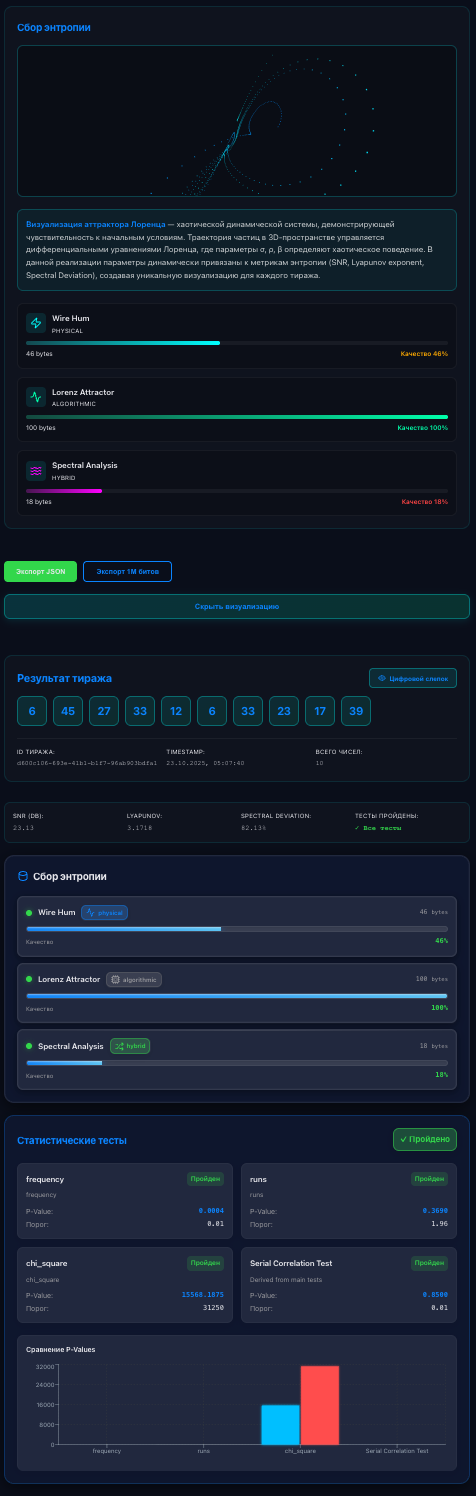 Сбор энтропии
Визуализация аттрактора Лоренца — хаотической динамической системы, демонстрирующей
чувствительность к начальным условиям. Траектория частиц в 3D-пространстве управляется
дифференциальными уравнениями Лоренца, где параметры σ, ρ, β определяют хаотическое поведение. В
данной реализации параметры динамически привязаны к метрикам энтропии (SNR, Lyapunov exponent,
Spectral Deviation), создавая уникальную визуализацию для каждого тиража.
Wire Hum
PHYSICAL
46 bytes Качество 46%
Lorenz Attractor
ALGORITHMIC
100 bytes Качество 100%
Spectral Analysis
HYBRID
18 bytes Качество 18%
Экспорт JSON Экспорт 1М битов
Скрыть визуализацию
Результат тиража Цифровой слепок
6 45 27 33 12 6 33 23 17 39
ID ТИРАЖА: TIMESTAMP: ВСЕГО ЧИСЕЛ:
d600c106-693e-41b1-b1f7-96ab903bdfa1 23.10.2025, 05:07:40 10
SNR (DB): LYAPUNOV: SPECTRAL DEVIATION: ТЕСТЫ ПРОЙДЕНЫ:
23.13 3.1718 82.13% ✓ Все тесты
Сбор энтропии
Wire Hum physical 46 bytes
Качество 46%
Lorenz Attractor algorithmic 100 bytes
Качество 100%
Spectral Analysis hybrid 18 bytes
Качество 18%
Статистические тесты ✓ Пройдено
frequency Пройден
frequency
P-Value: 0.0004
Порог: 0.01
runs Пройден
runs
P-Value: 0.3690
Порог: 1.96
chi_square Пройден
chi_square
P-Value: 15568.1875
Порог: 31250
Serial Correlation Test Пройден
Derived from main tests
P-Value: 0.8500
Порог: 0.01
Сравнение P-Values
32000
24000
16000
8000
0
frequency runs chi_square Serial Correlation Test